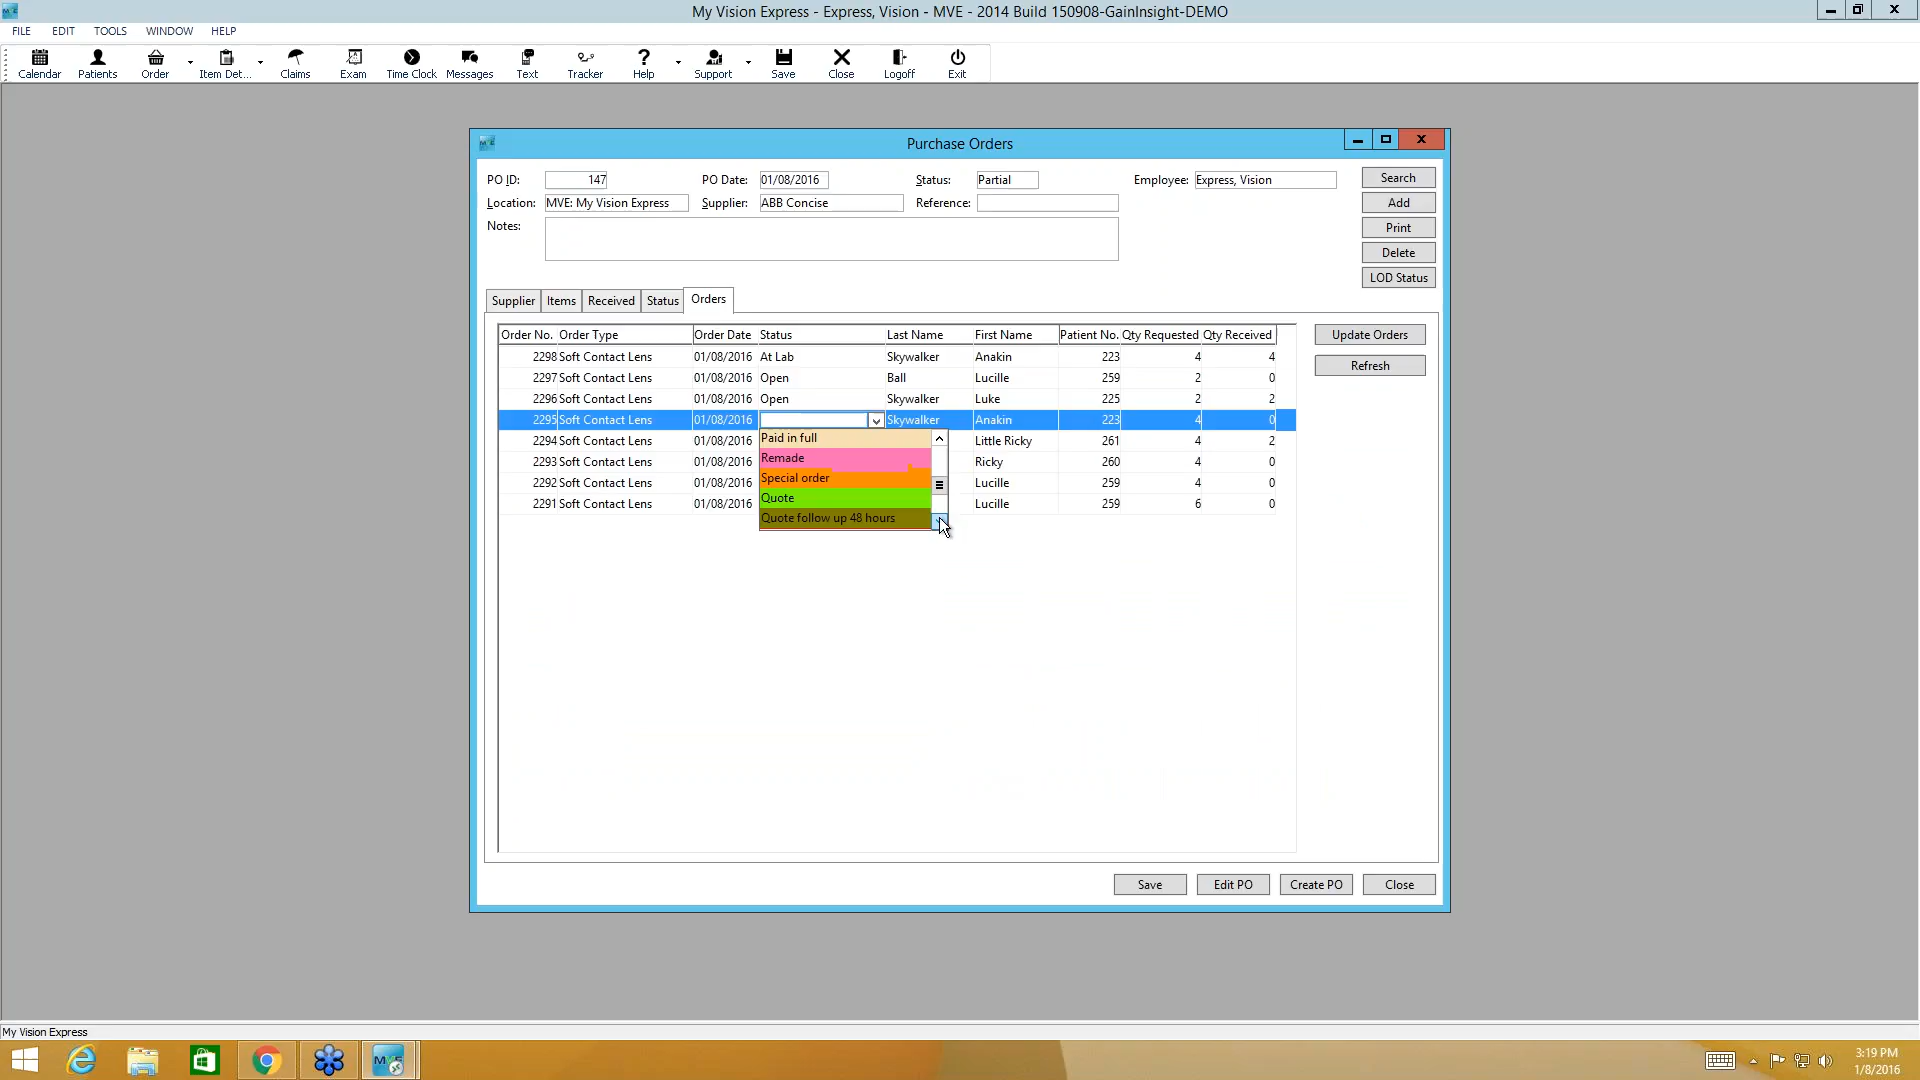 My Vision Express - Express, Vision - MVE - 2014 Build 150908-GainInsight-DEMO
FILE EDIT TOOLS WINDOW HELP
Calendar Patients Order Item Det... Claims Exam Time Clock Messages Text Tracker Help Support Save Close Logoff Exit
Purchase Orders
PO ID: 147 PO Date: 01/08/2016 Status: Partial Employee: Express, Vision Search
Location: MVE: My Vision Express Supplier: ABB Concise Reference: Add
Notes: Print
Delete
LOD Status
Supplier Items Received Status Orders
Order No. Order Type Order Date Status Last Name First Name Patient No. Qty Requested Qty Received Update Orders
2298 Soft Contact Lens 01/08/2016 At Lab Skywalker Anakin 223 4 4
Refresh
2297 Soft Contact Lens 01/08/2016 Open Ball Lucille 259 2 0
2296 Soft Contact Lens 01/08/2016 Open Skywalker Luke 225 2 2
2295 Soft Contact Lens 01/08/2016 Skywalker Anakin 223 4 0
2294 Soft Contact Lens 01/08/2016 Paid in full Little Ricky 261 4 2
Remade
2293 Soft Contact Lens 01/08/2016 Ricky 260 4 0
Special order
2292 Soft Contact Lens 01/08/2016 Lucille 259 4 0
Quote
2291 Soft Contact Lens 01/08/2016 Lucille 259 6 0
Quote follow up 48 hours
Save Edit PO Create PO Close
My Vision Express
MVE
3:19 PM
1/8/2016